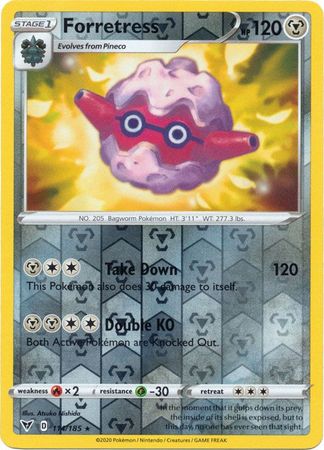 STAGE 1
Forretress
HP 120
Evolves from Pineco
NO. 205 Bagworm Pokémon HT: 3'11" WT: 277.3 lbs.
Take Down 120
This Pokémon also does 30 damage to itself.
Double KO
Both Active Pokémon are Knocked Out.
weakness ×2 resistance -30 retreat
Illus. Atsuko Nishida
D 114/185 ★
In the moment that it gulps down its prey,
the inside of its shell is exposed, but to this
day, no one has ever seen that sight.
©2020 Pokémon / Nintendo / Creatures / GAME FREAK